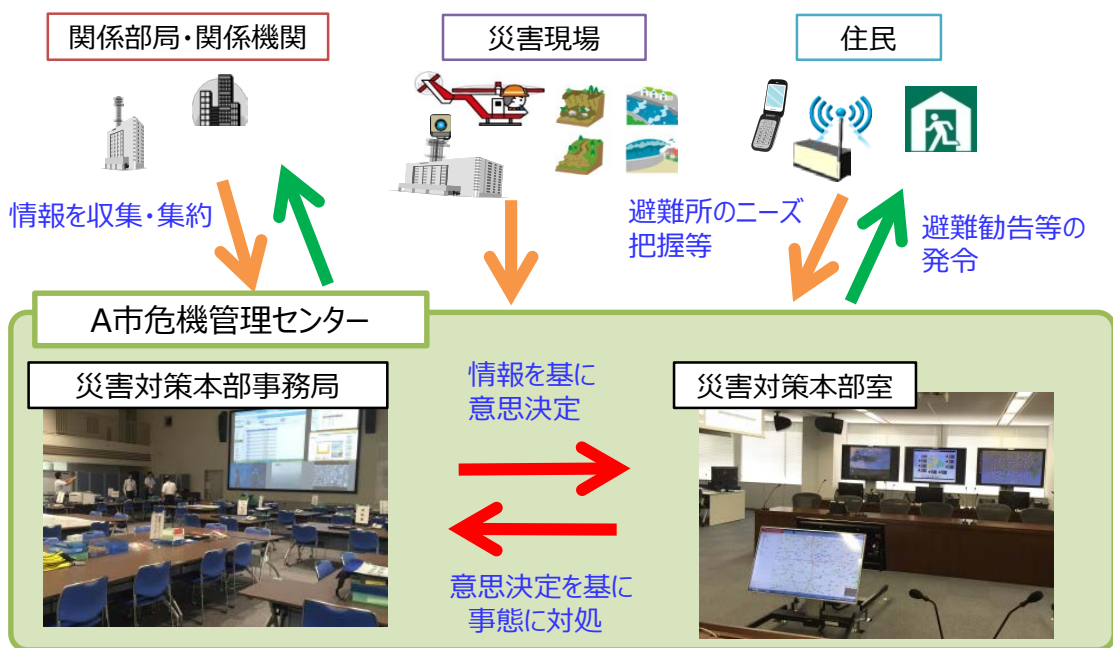 関係部局・関係機関
災害現場
住民
情報を収集・集約
避難所のニーズ
把握等
避難勧告等の
発令
A市危機管理センター
災害対策本部事務局
情報を基に
意思決定
災害対策本部室
意思決定を基に
事態に対処